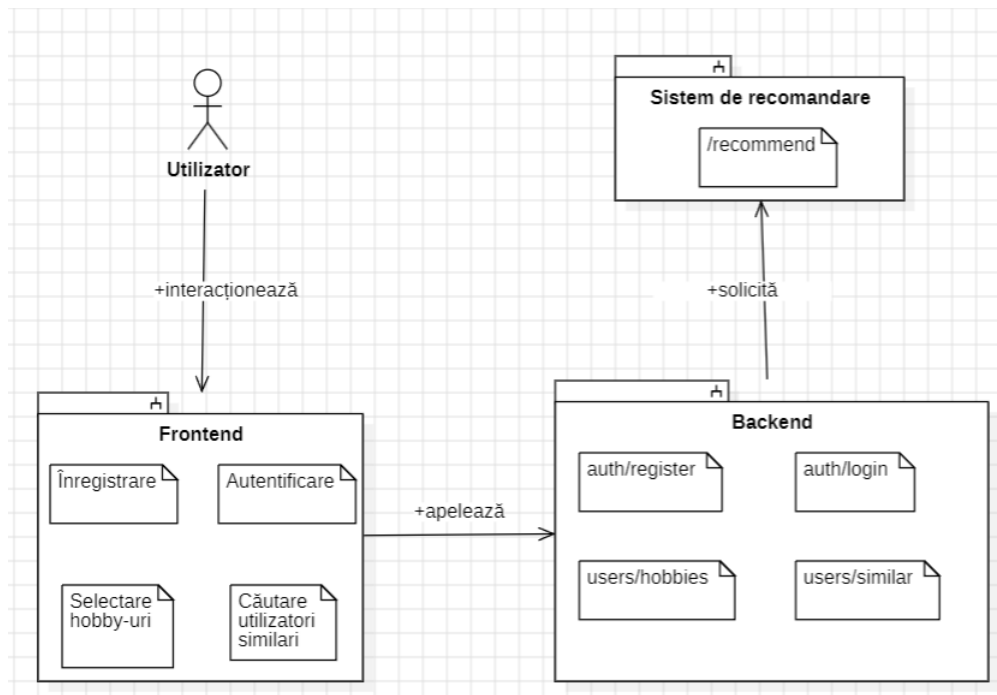 Utilizator
+interacționează
Sistem de recomandare
/recommend
+solicită
Frontend
Înregistrare
Autentificare
Selectare
hobby-uri
Căutare
utilizatori
similari
+apelează
Backend
auth/register
auth/login
users/hobbies
users/similar